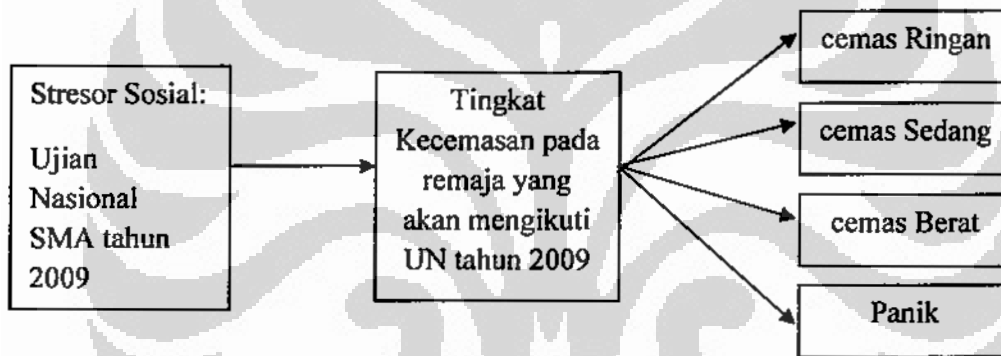 Stresor Sosial:
Ujian
Nasional
SMA tahun
2009
Tingkat
Kecemasan pada
remaja yang
akan mengikuti
UN tahun 2009
cemas Ringan
cemas Sedang
cemas Berat
Panik